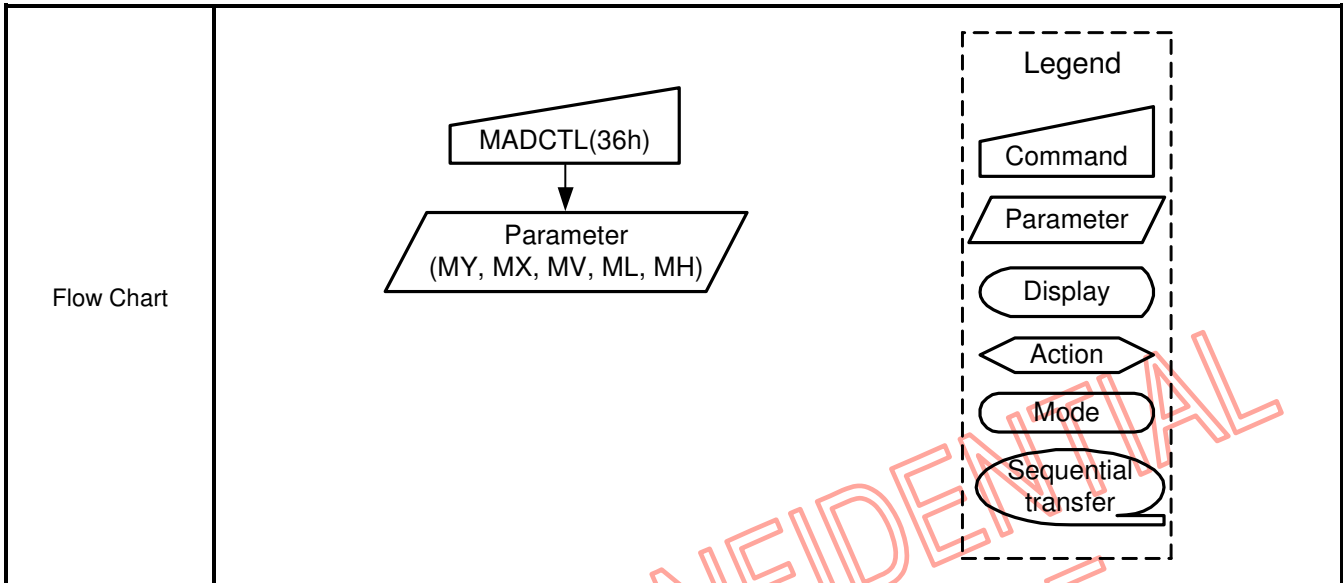 Flow Chart
MADCTL(36h)
Parameter
(MY, MX, MV, ML, MH)
Legend
Command
Parameter
Display
Action
Mode
Sequential
transfer